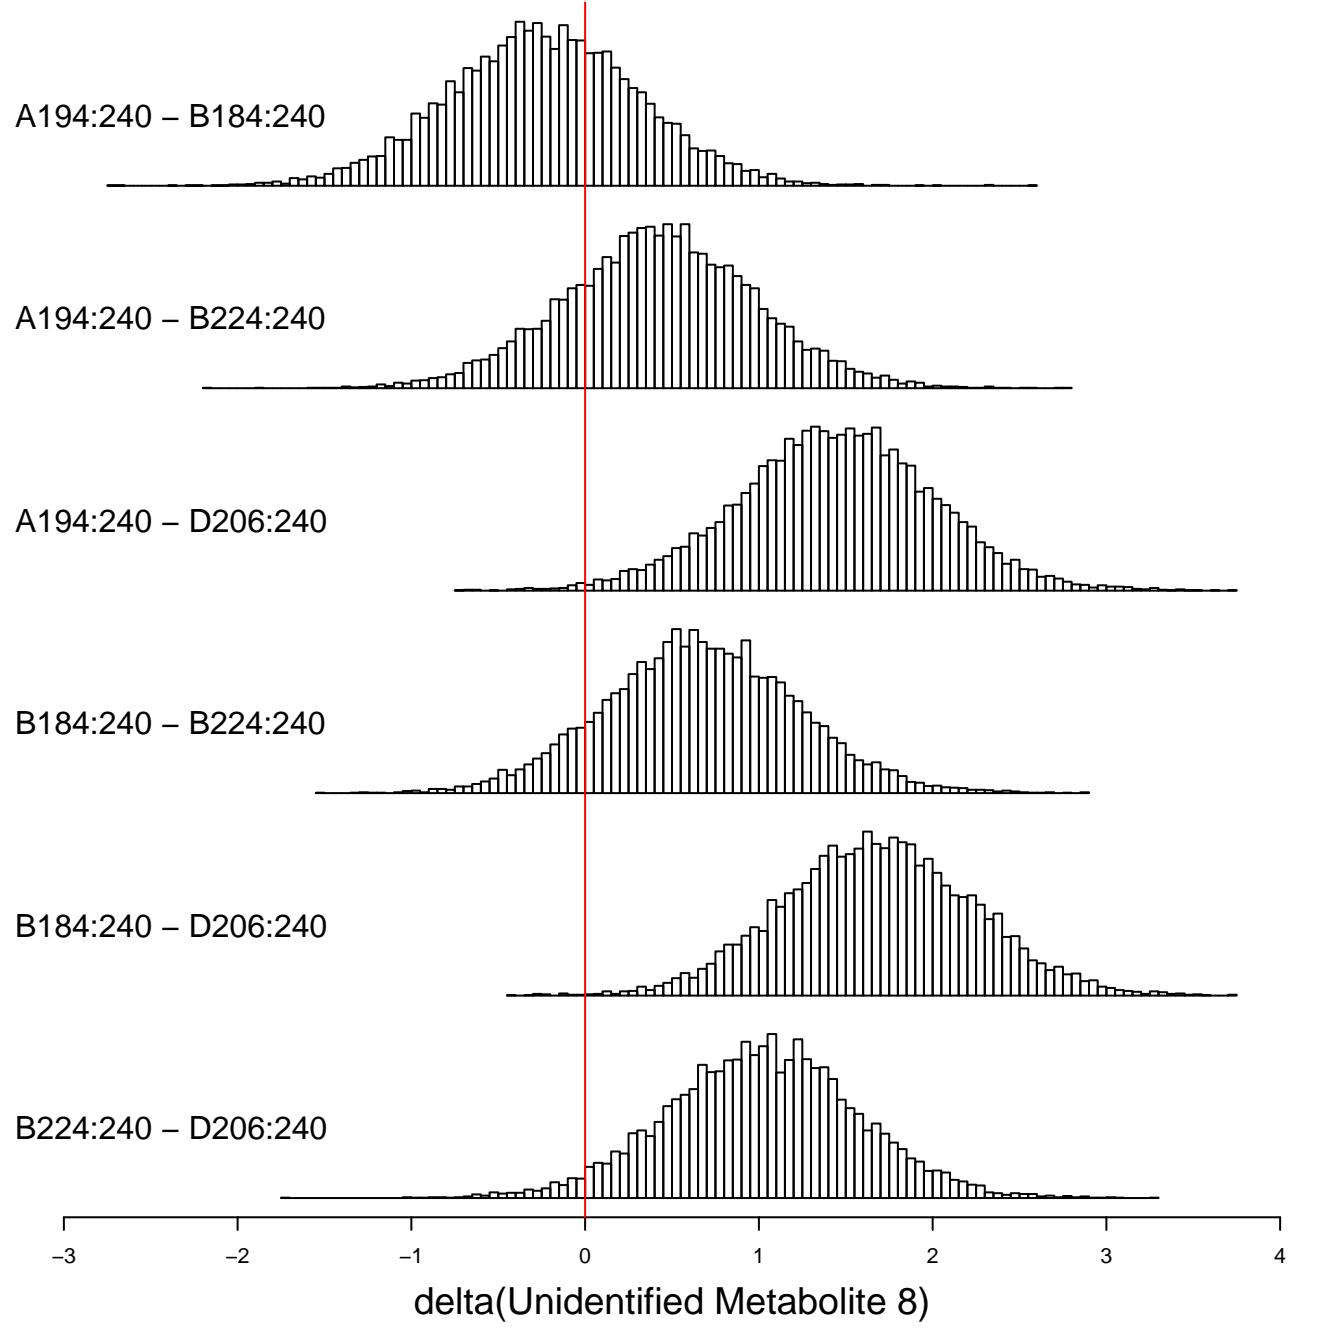 A194:240 – B184:240
A194:240 – B224:240
A194:240 – D206:240
B184:240 – B224:240
B184:240 – D206:240
B224:240 – D206:240
–3 –2 –1 0 1 2 3 4
delta(Unidentified Metabolite 8)